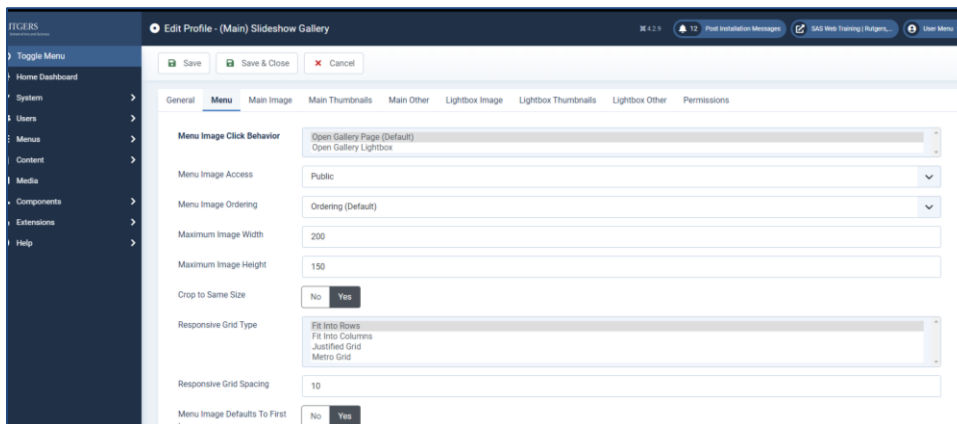 ITGERS
Edit Profile - (Main) Slideshow Gallery
4.2.9
12 Post Installation Messages
SAS Web Training | Rutgers,...
User Menu
Toggle Menu
Save
Save & Close
Cancel
Home Dashboard
System
Users
Menus
Content
Media
Components
Extensions
Help
General Menu Main Image Main Thumbnails Main Other Lightbox Image Lightbox Thumbnails Lightbox Other Permissions
Menu Image Click Behavior
Open Gallery Page (Default)
Open Gallery Lightbox
Menu Image Access
Public
Menu Image Ordering
Ordering (Default)
Maximum Image Width
200
Maximum Image Height
150
Crop to Same Size
No Yes
Responsive Grid Type
Fit Into Rows
Fit Into Columns
Justified Grid
Metro Grid
Responsive Grid Spacing
10
Menu Image Defaults To First
No Yes